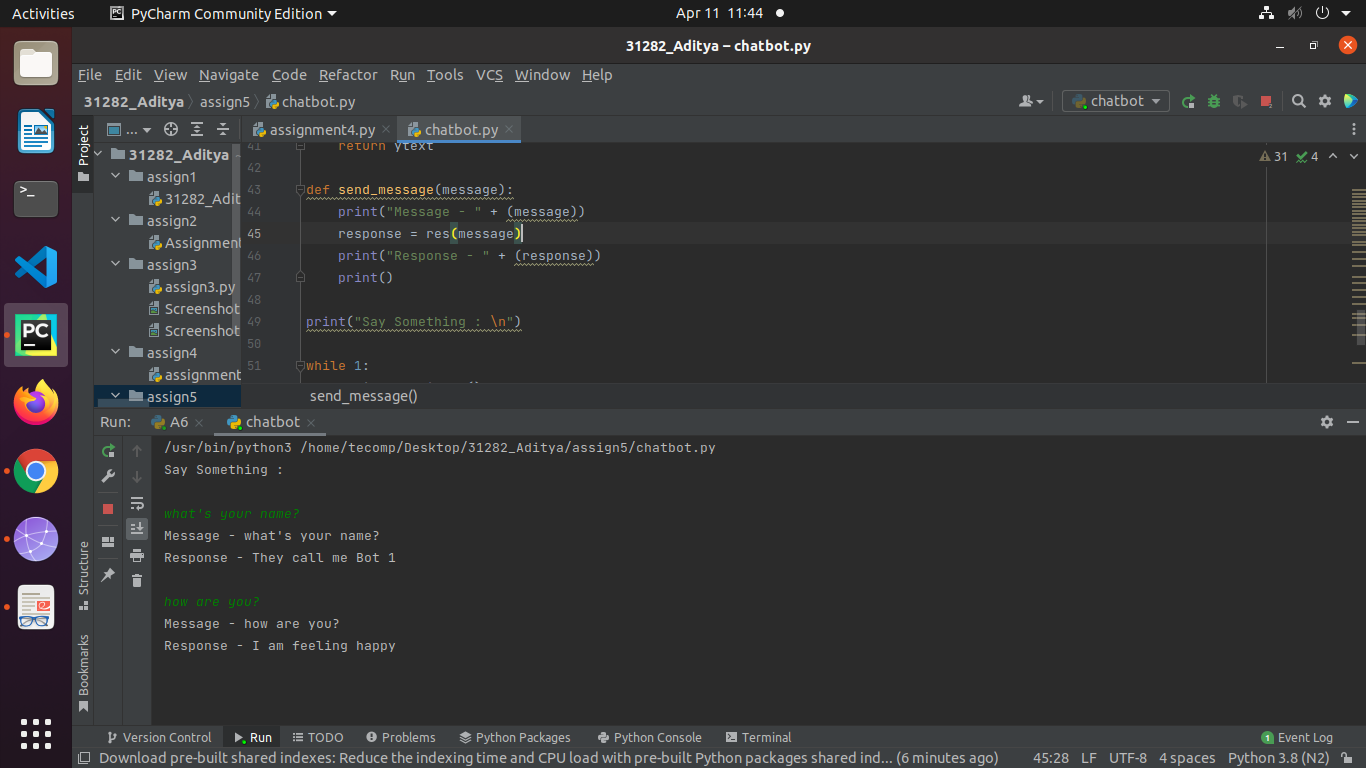 Activities PyCharm Community Edition Apr 11 11:44
31282_Aditya – chatbot.py
File Edit View Navigate Code Refactor Run Tools VCS Window Help
31282_Aditya assign5 chatbot.py chatbot
Project ... assignment4.py chatbot.py
31282_Aditya
assign1
31282_Adit
assign2
Assignment
assign3
assign3.py
Screenshot
Screenshot
assign4
assignment
assign5
31 4
41 return ytext
42
43 def send_message(message):
44 print("Message - " + (message))
45 response = res(message)
46 print("Response - " + (response))
47 print()
48
49 print("Say Something : \n")
50
51 while 1:
send_message()
Run: A6 chatbot
/usr/bin/python3 /home/tecomp/Desktop/31282_Aditya/assign5/chatbot.py
Say Something :
what's your name?
Message - what's your name?
Response - They call me Bot 1
how are you?
Message - how are you?
Response - I am feeling happy
Structure
Bookmarks
Version Control Run TODO Problems Python Packages Python Console Terminal 1 Event Log
Download pre-built shared indexes: Reduce the indexing time and CPU load with pre-built Python packages shared ind... (6 minutes ago) 45:28 LF UTF-8 4 spaces Python 3.8 (N2)